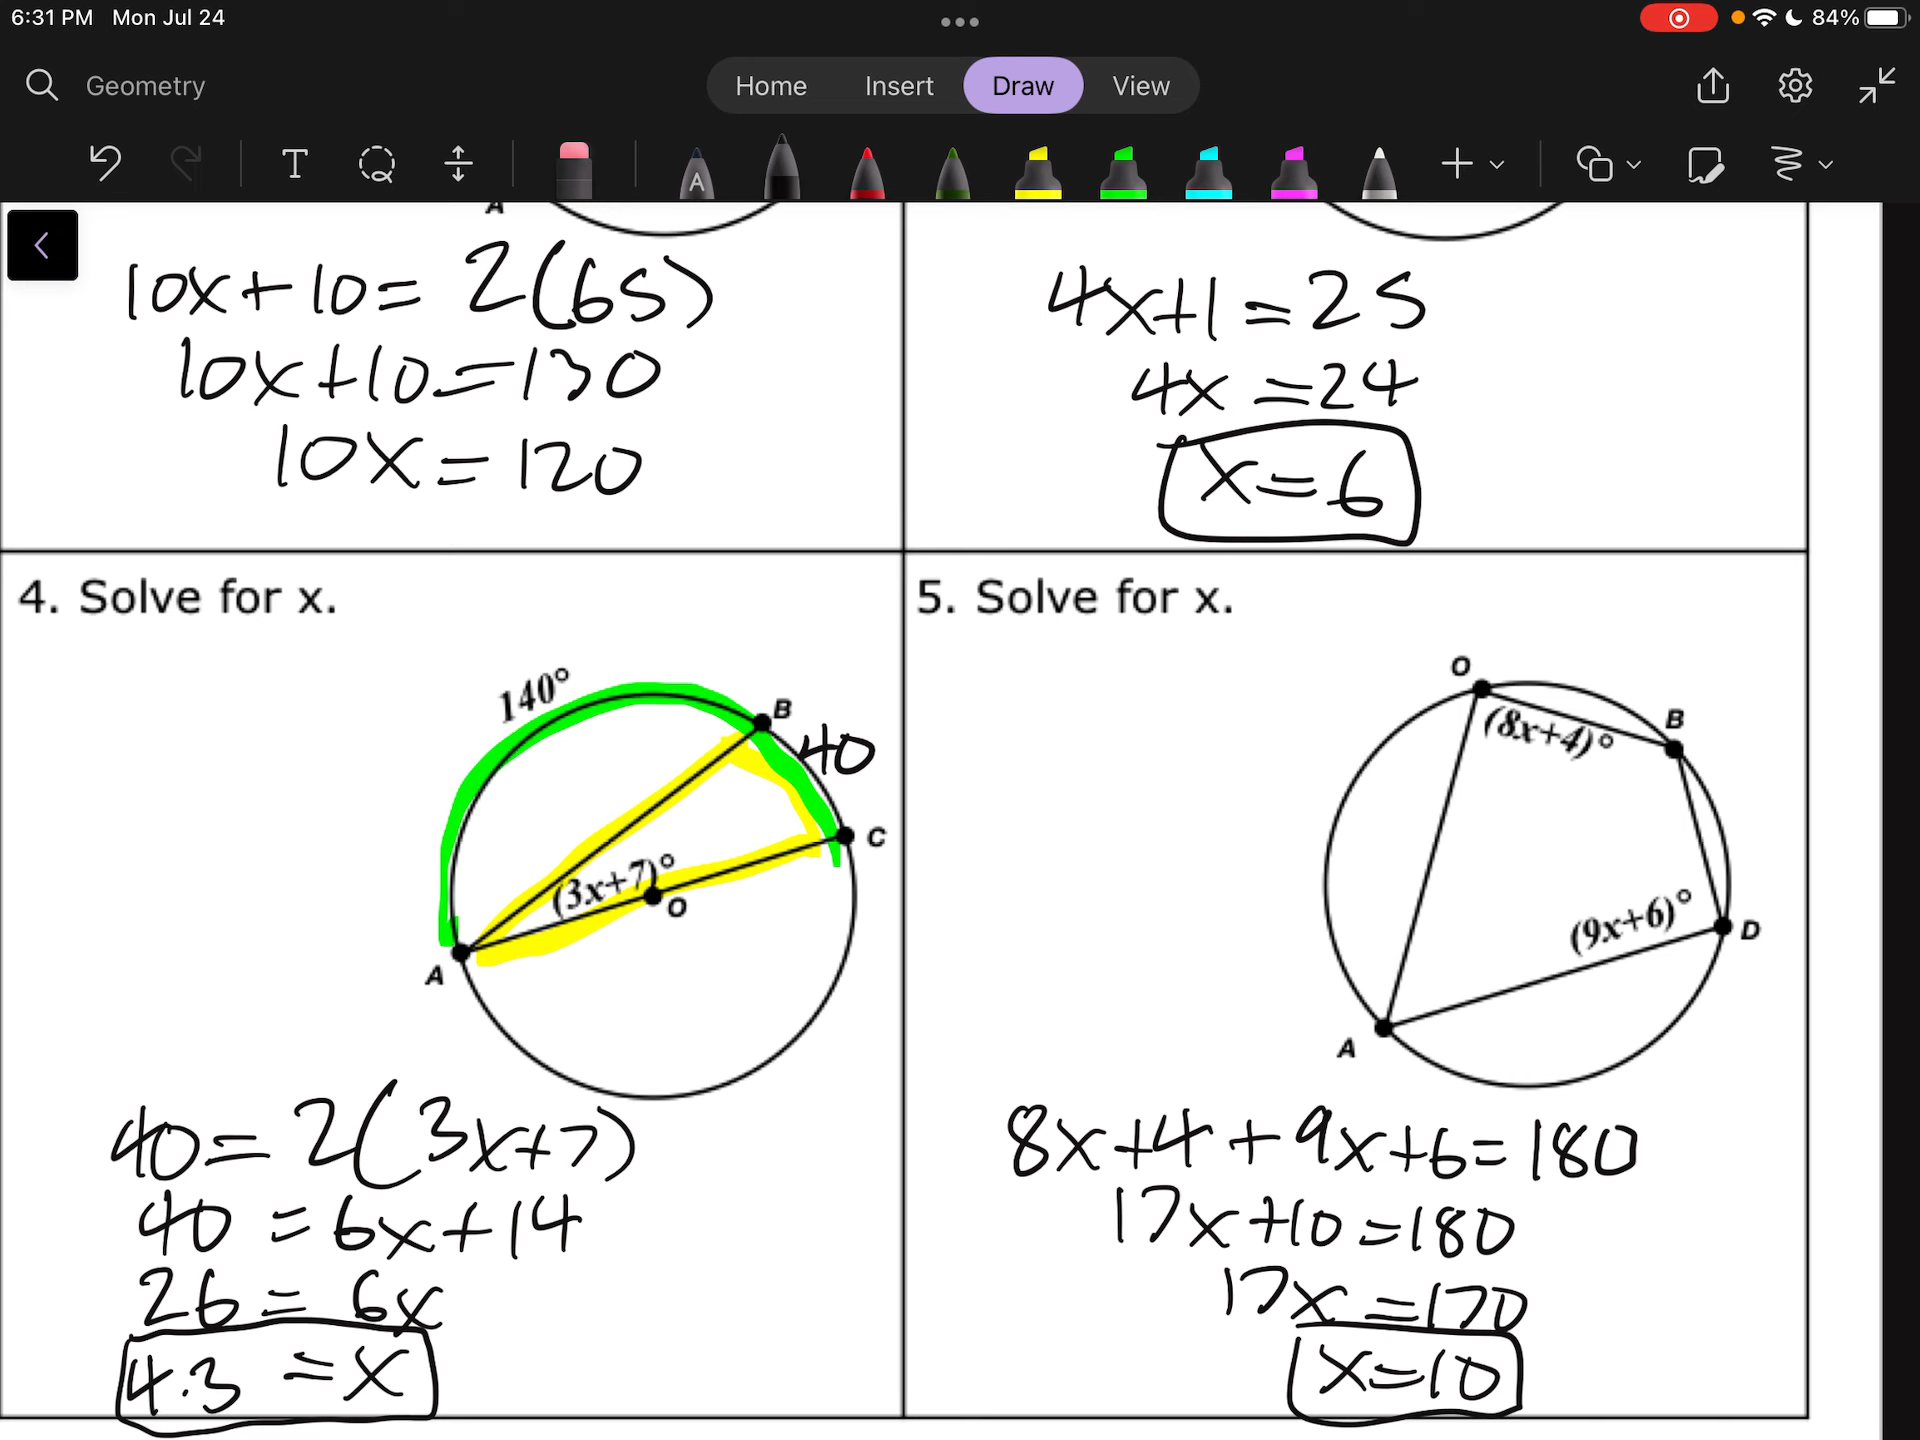 6:31 PM Mon Jul 24
84%
Geometry
Home Insert Draw View
T
A
A
10x+10=2(65)
10x+10=130
10x=120
4x+1=25
4x=24
x=6
4. Solve for x.
140°
B
40
C
(3x+7)°
O
A
40=2(3x+7)
40=6x+14
26=6x
4.3=x
5. Solve for x.
O
(8x+4)°
B
(9x+6)°
D
A
8x+4+9x+6=180
17x+10=180
17x=170
x=10